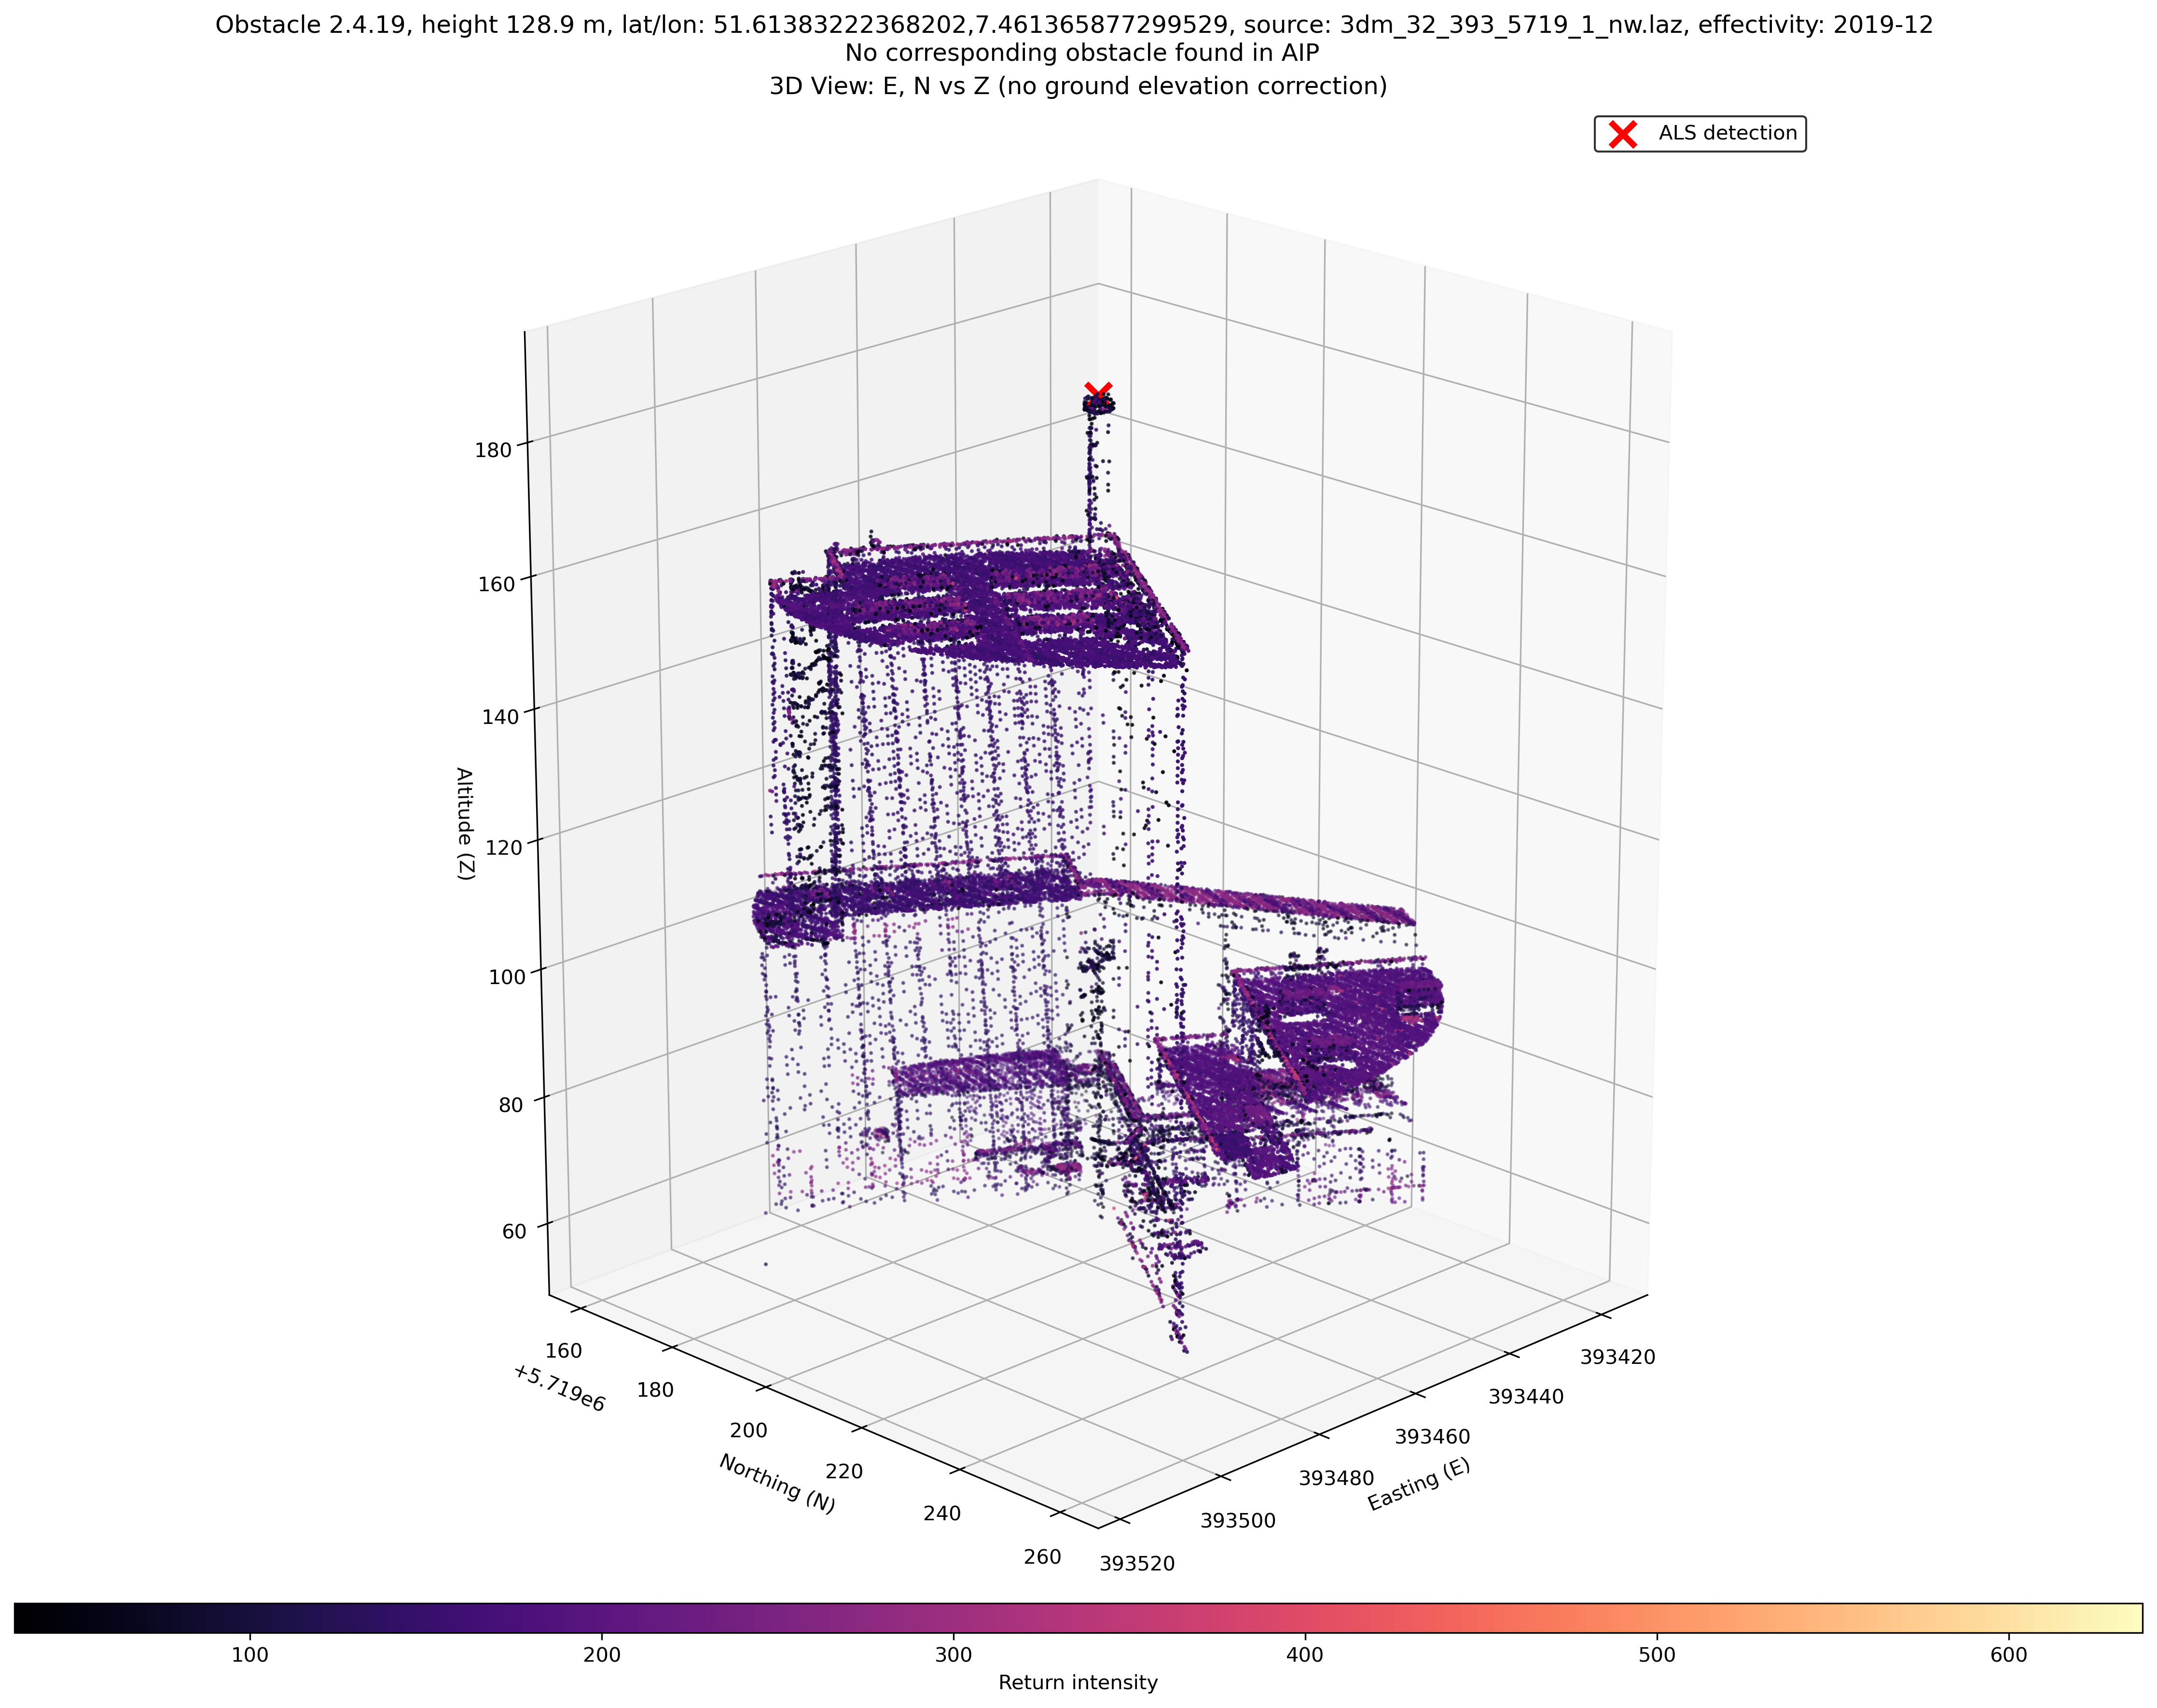 Obstacle 2.4.19, height 128.9 m, lat/lon: 51.61383222368202,7.461365877299529, source: 3dm_32_393_5719_1_nw.laz, effectivity: 2019-12
No corresponding obstacle found in AIP
3D View: E, N vs Z (no ground elevation correction)
ALS detection
180
160
140
120
100
80
60
Altitude (Z)
160
180
200
220
240
260
+5.719e6
Northing (N)
393420
393440
393460
393480
393500
393520
Easting (E)
100
200
300
400
500
600
Return intensity